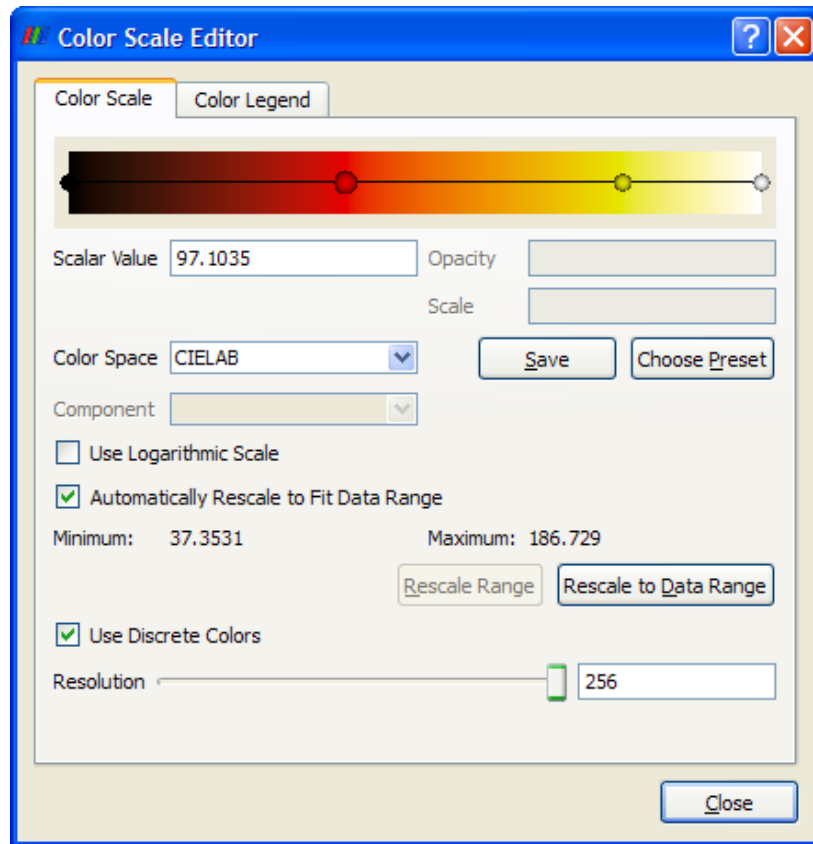 Color Scale Editor
Color Scale Color Legend
Scalar Value 97.1035 Opacity
Scale
Color Space CIELAB Save Choose Preset
Component
Use Logarithmic Scale
Automatically Rescale to Fit Data Range
Minimum: 37.3531 Maximum: 186.729
Rescale Range Rescale to Data Range
Use Discrete Colors
Resolution 256
Close